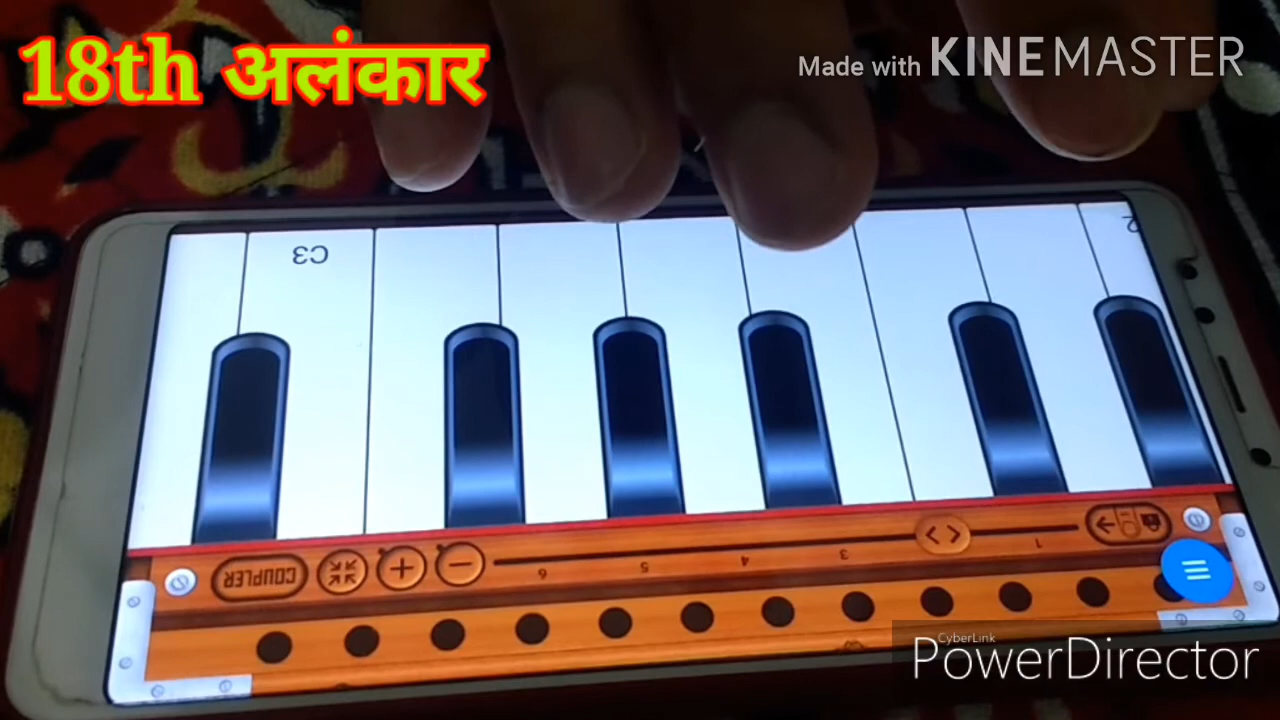 18th अलंकार
Made with KINEMASTER
C3
COUPLER
6 5 4 3 1
CyberLink
PowerDirector